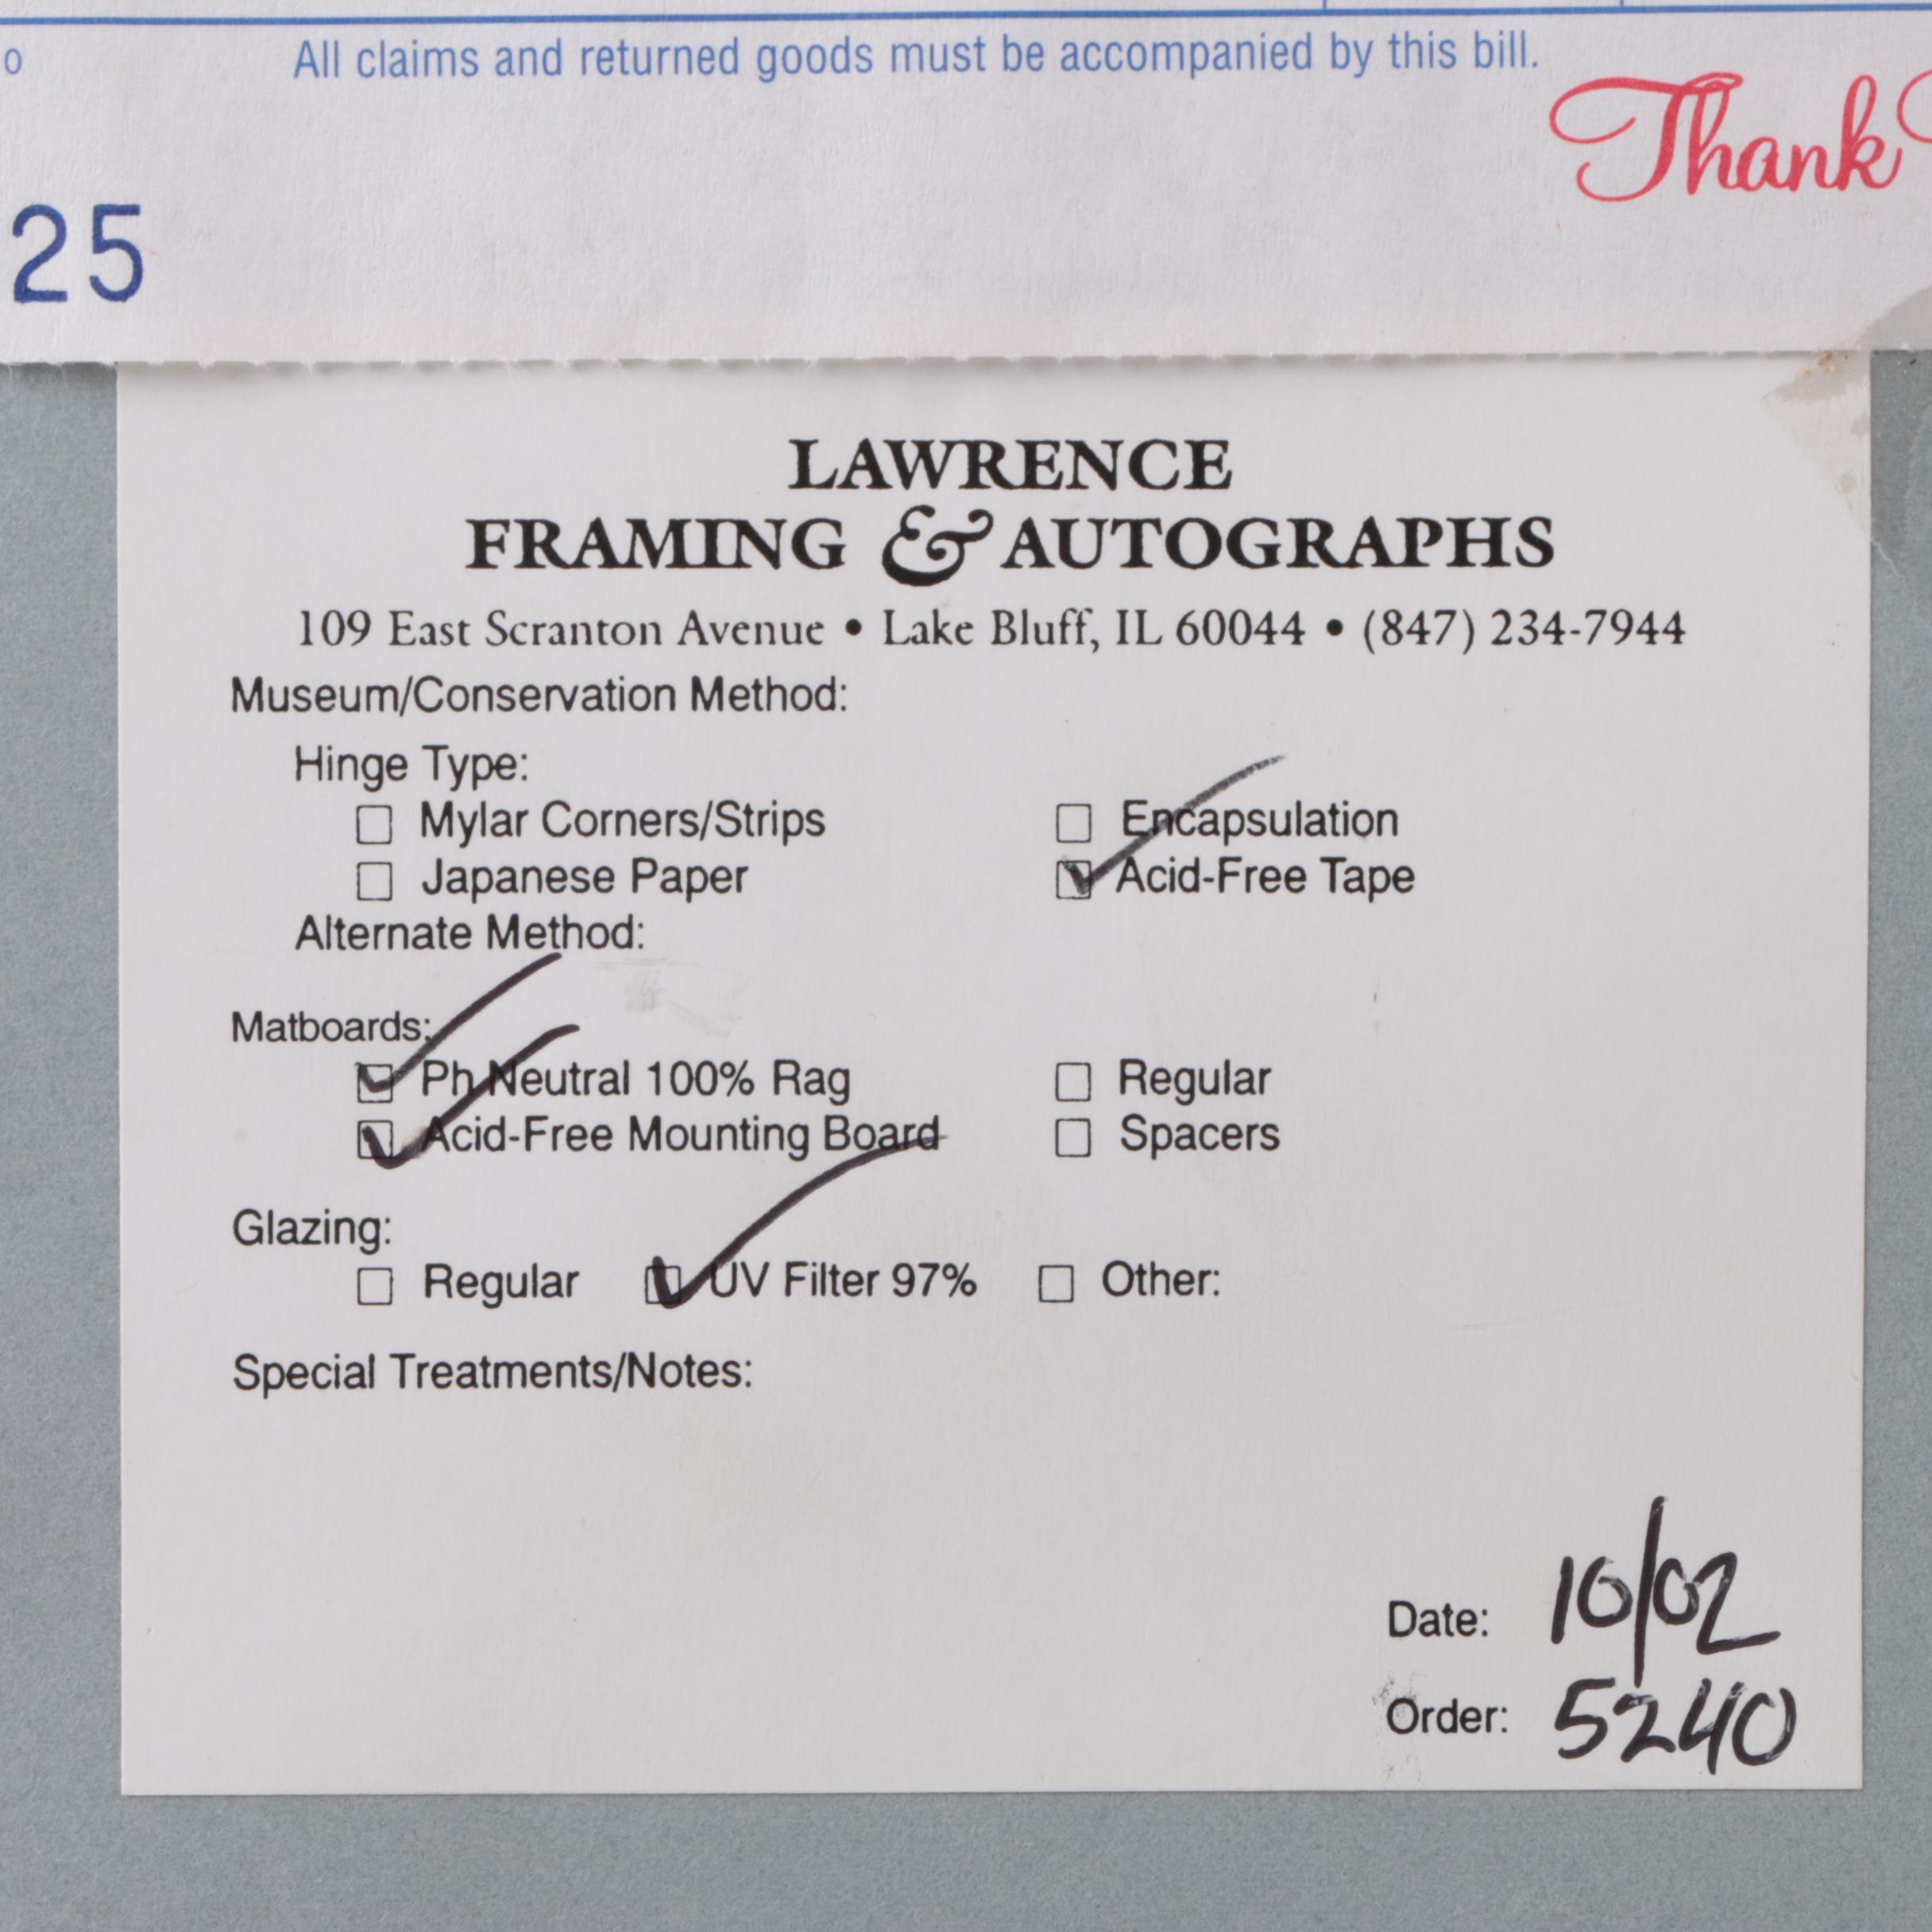 o All claims and returned goods must be accompanied by this bill.
Thank
25
LAWRENCE
FRAMING & AUTOGRAPHS
109 East Scranton Avenue • Lake Bluff, IL 60044 • (847) 234-7944
Museum/Conservation Method:
Hinge Type:
☐ Mylar Corners/Strips ☐ Encapsulation
☐ Japanese Paper ☑ Acid-Free Tape
Alternate Method:
Matboards:
☑ Ph Neutral 100% Rag ☐ Regular
☑ Acid-Free Mounting Board ☐ Spacers
Glazing:
☐ Regular ☑ UV Filter 97% ☐ Other:
Special Treatments/Notes:
Date: 10/02
Order: 5240